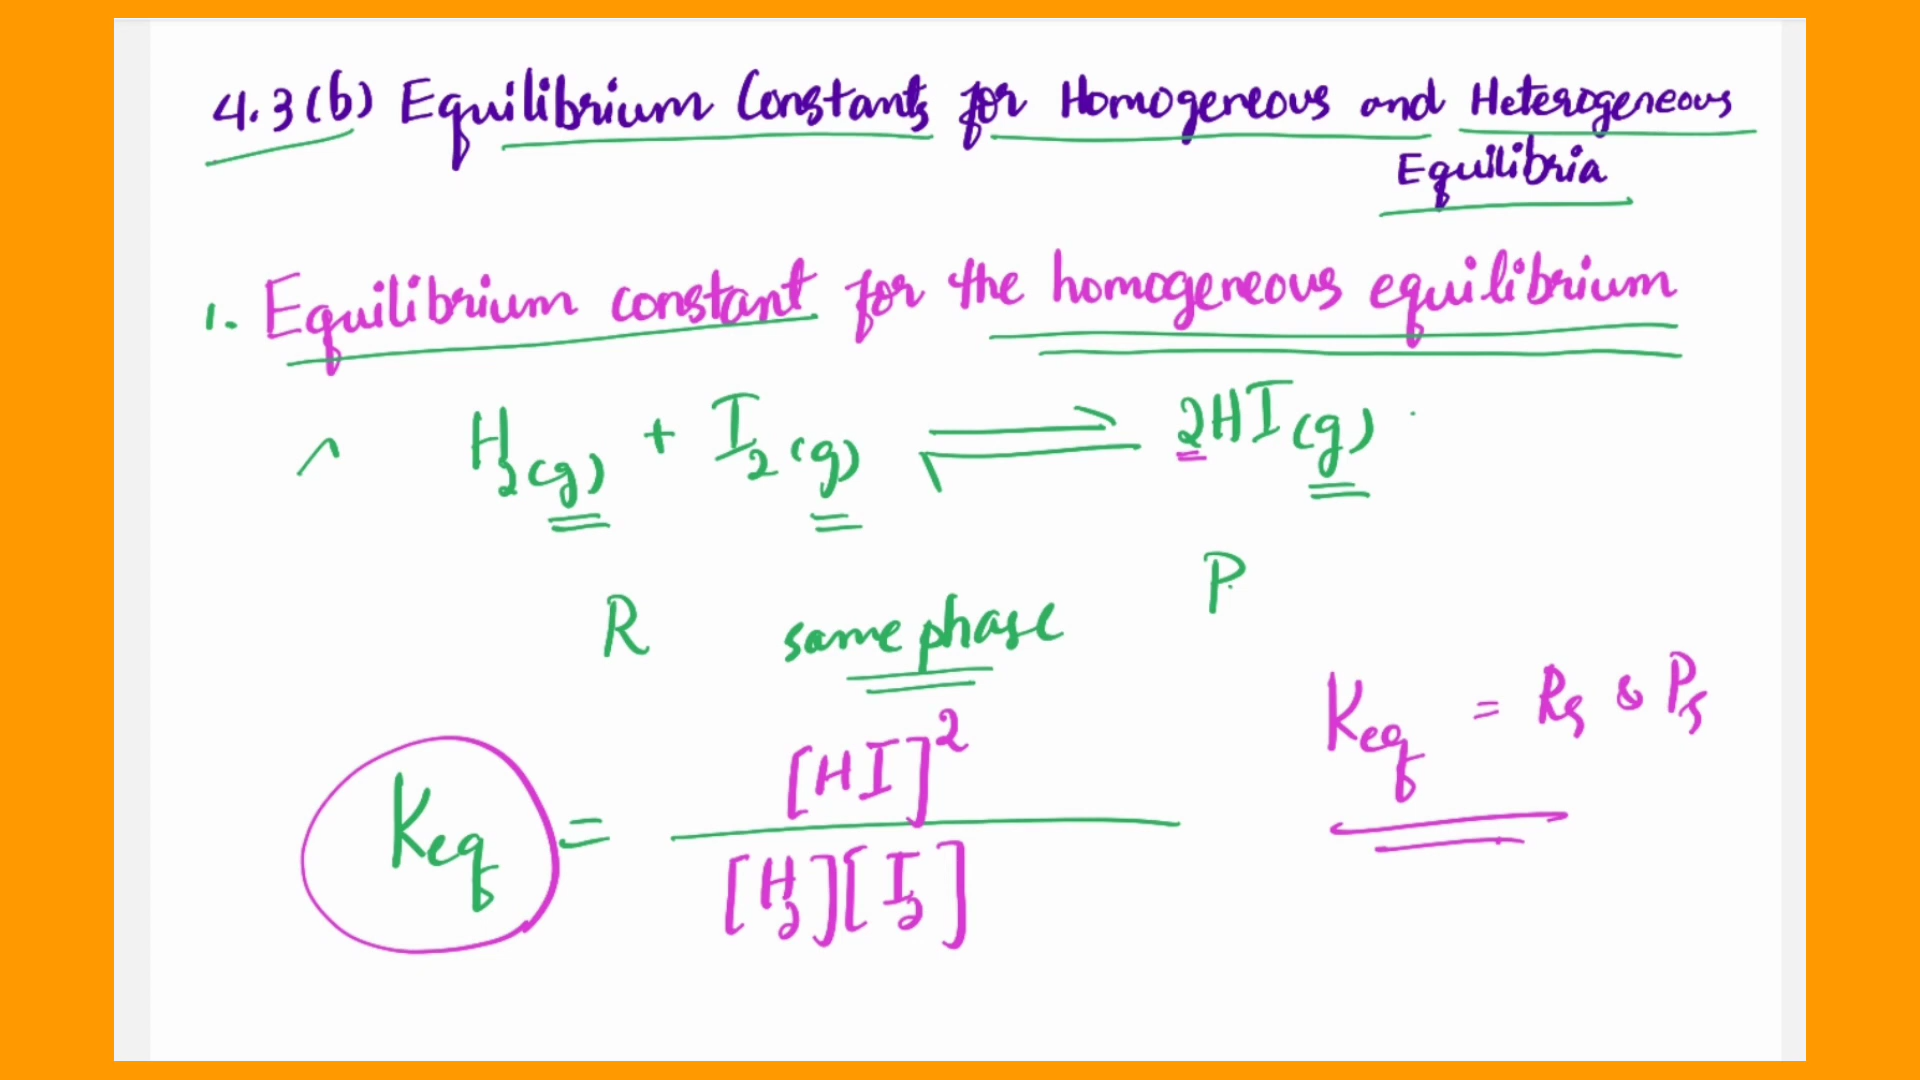 4.3(b) Equilibrium Constants for Homogeneous and Heterogeneous
Equilibria
1. Equilibrium constant for the homogeneous equilibrium
H₂(g) + I₂(g) ⇌ 2HI(g)
R same phase P
Keq = Rs & Ps
Keq = [HI]²
[H₂][I₂]